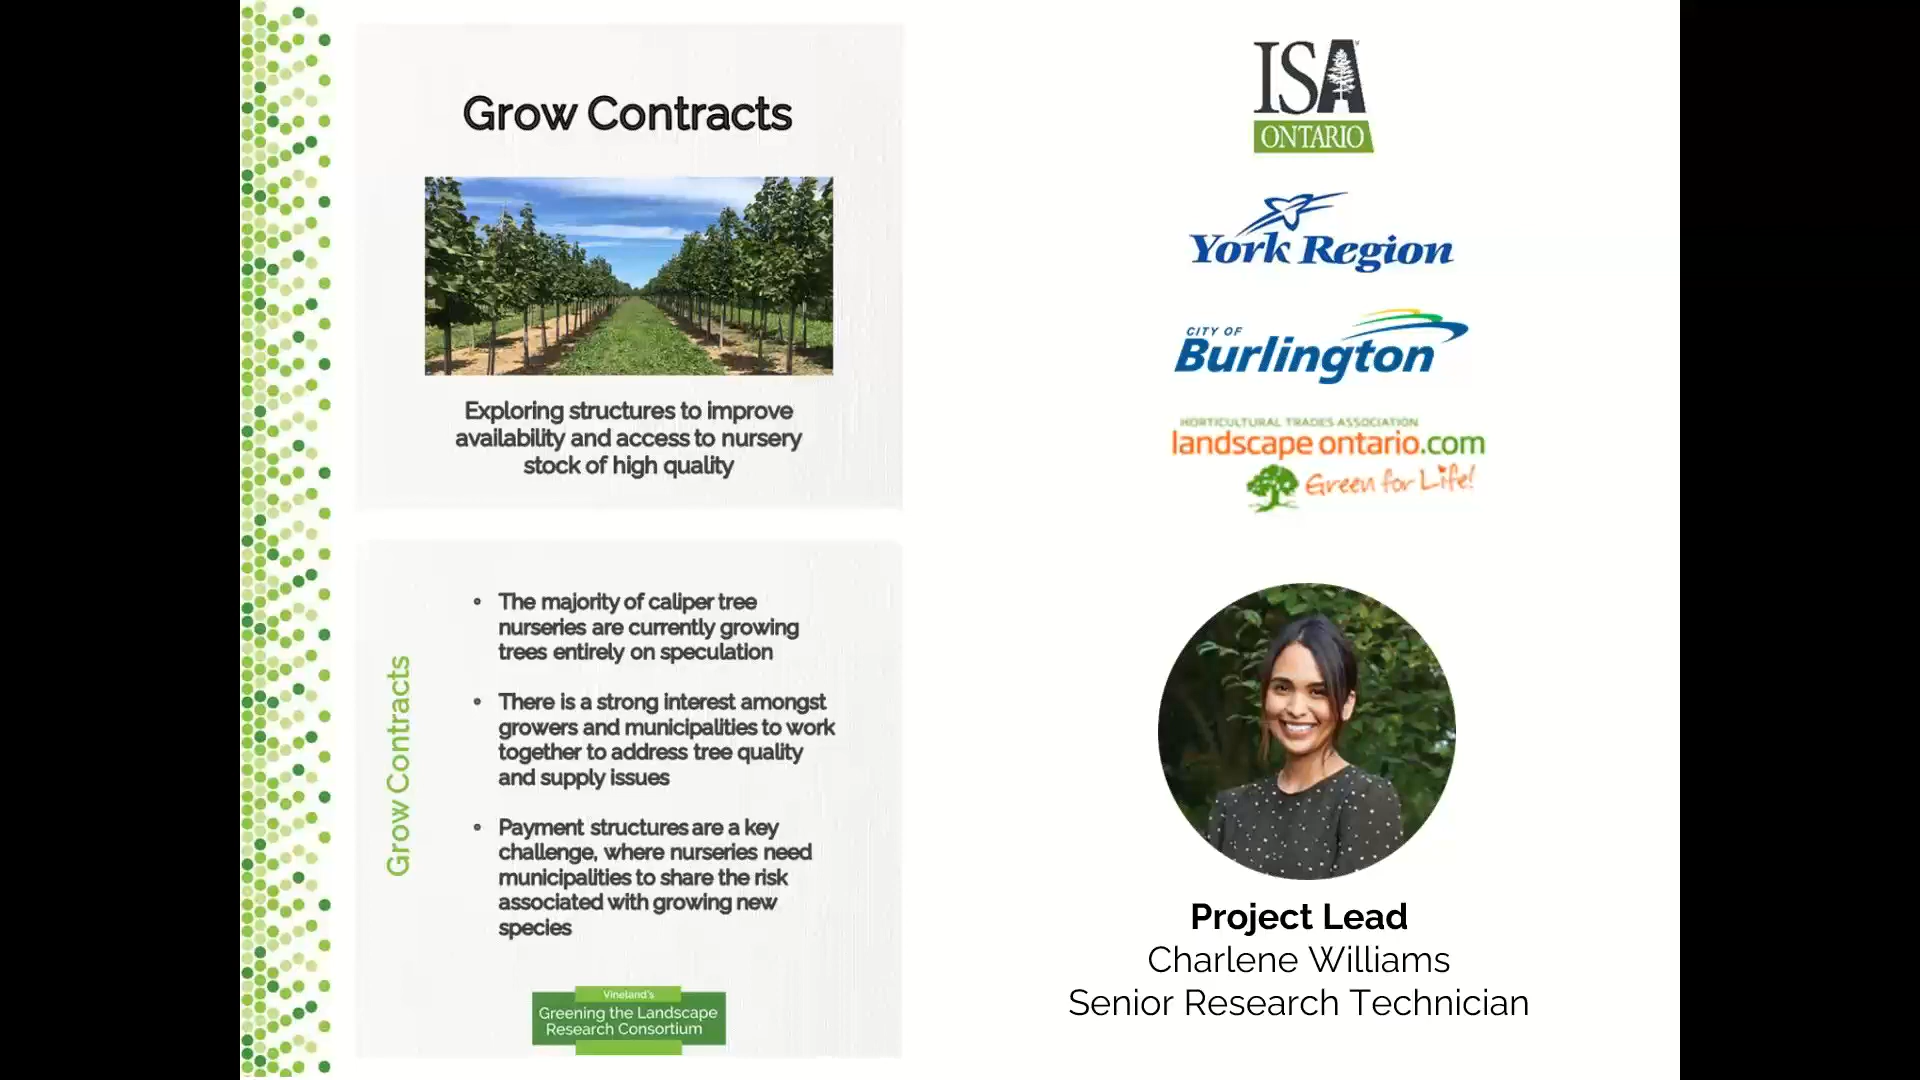 Grow Contracts
Exploring structures to improve
availability and access to nursery
stock of high quality
Grow Contracts
• The majority of caliper tree
nurseries are currently growing
trees entirely on speculation
• There is a strong interest amongst
growers and municipalities to work
together to address tree quality
and supply issues
• Payment structures are a key
challenge, where nurseries need
municipalities to share the risk
associated with growing new
species
Vineland's
Greening the Landscape
Research Consortium
ISA
ONTARIO
York Region
CITY OF
Burlington
HORTICULTURAL TRADES ASSOCIATION
landscape ontario.com
Green for Life!
Project Lead
Charlene Williams
Senior Research Technician